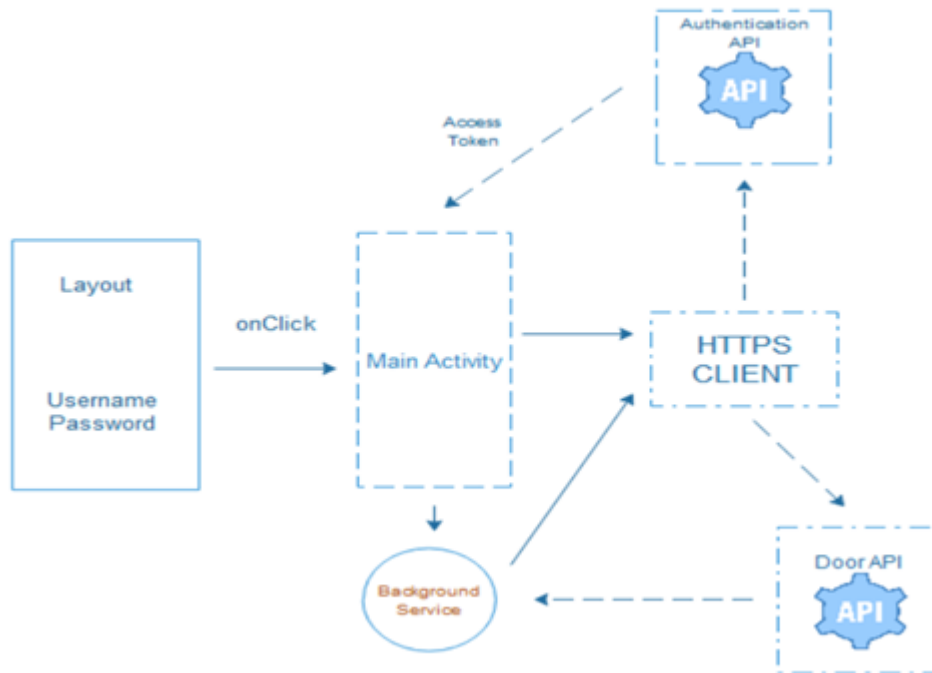 Authentication
API
API
Access
Token
Layout
onClick
Username
Password
Main Activity
HTTPS
CLIENT
Background
Service
Door API
API